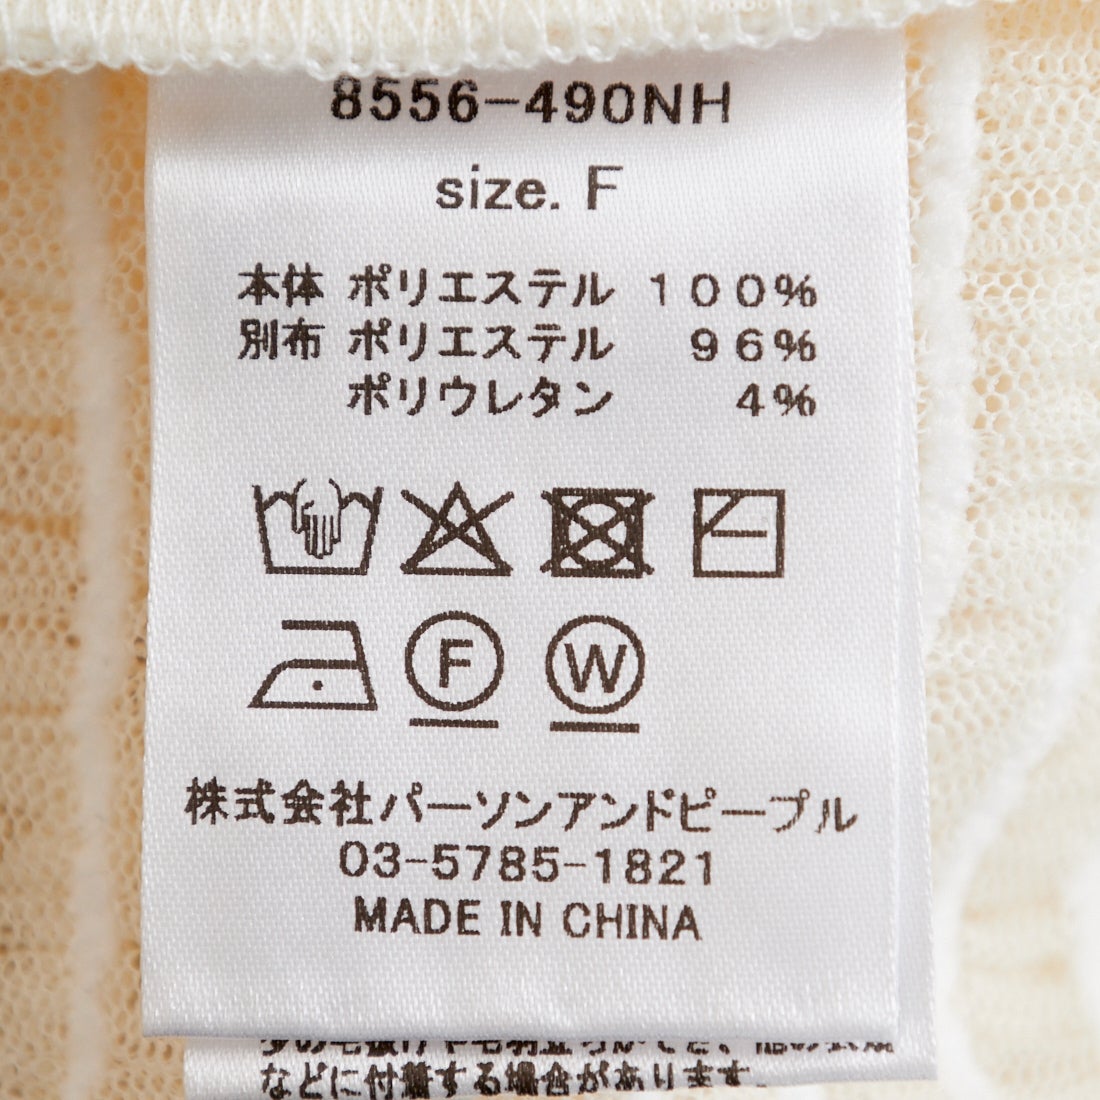 8556-490NH
size. F
本体 ポリエステル 100%
別布 ポリエステル 96%
ポリウレタン 4%
F W
株式会社パーソンアンドピープル
03-5785-1821
MADE IN CHINA
などに付着する場合があります。